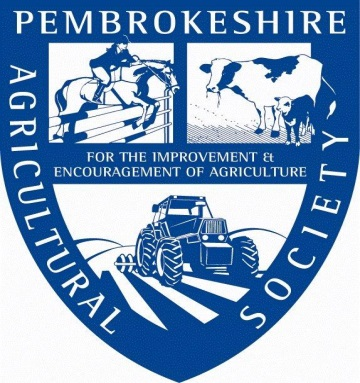 PEMBROKESHIRE
AGRICULTURAL
SOCIETY
FOR THE IMPROVEMENT &
ENCOURAGEMENT OF AGRICULTURE